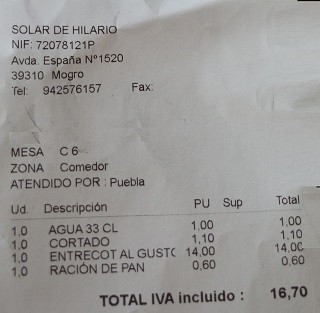 SOLAR DE HILARIO
NIF: 72078121P
Avda. España Nº1520
39310 Mogro
Tel: 942576157 Fax:
MESA C 6
ZONA Comedor
ATENDIDO POR : Puebla
Ud. Descripción PU Sup Total
1,0 AGUA 33 CL 1,00 1,00
1,0 CORTADO 1,10 1,10
1,0 ENTRECOT AL GUSTO 14,00 14,00
1,0 RACIÓN DE PAN 0,60 0,60
TOTAL IVA incluido : 16,70